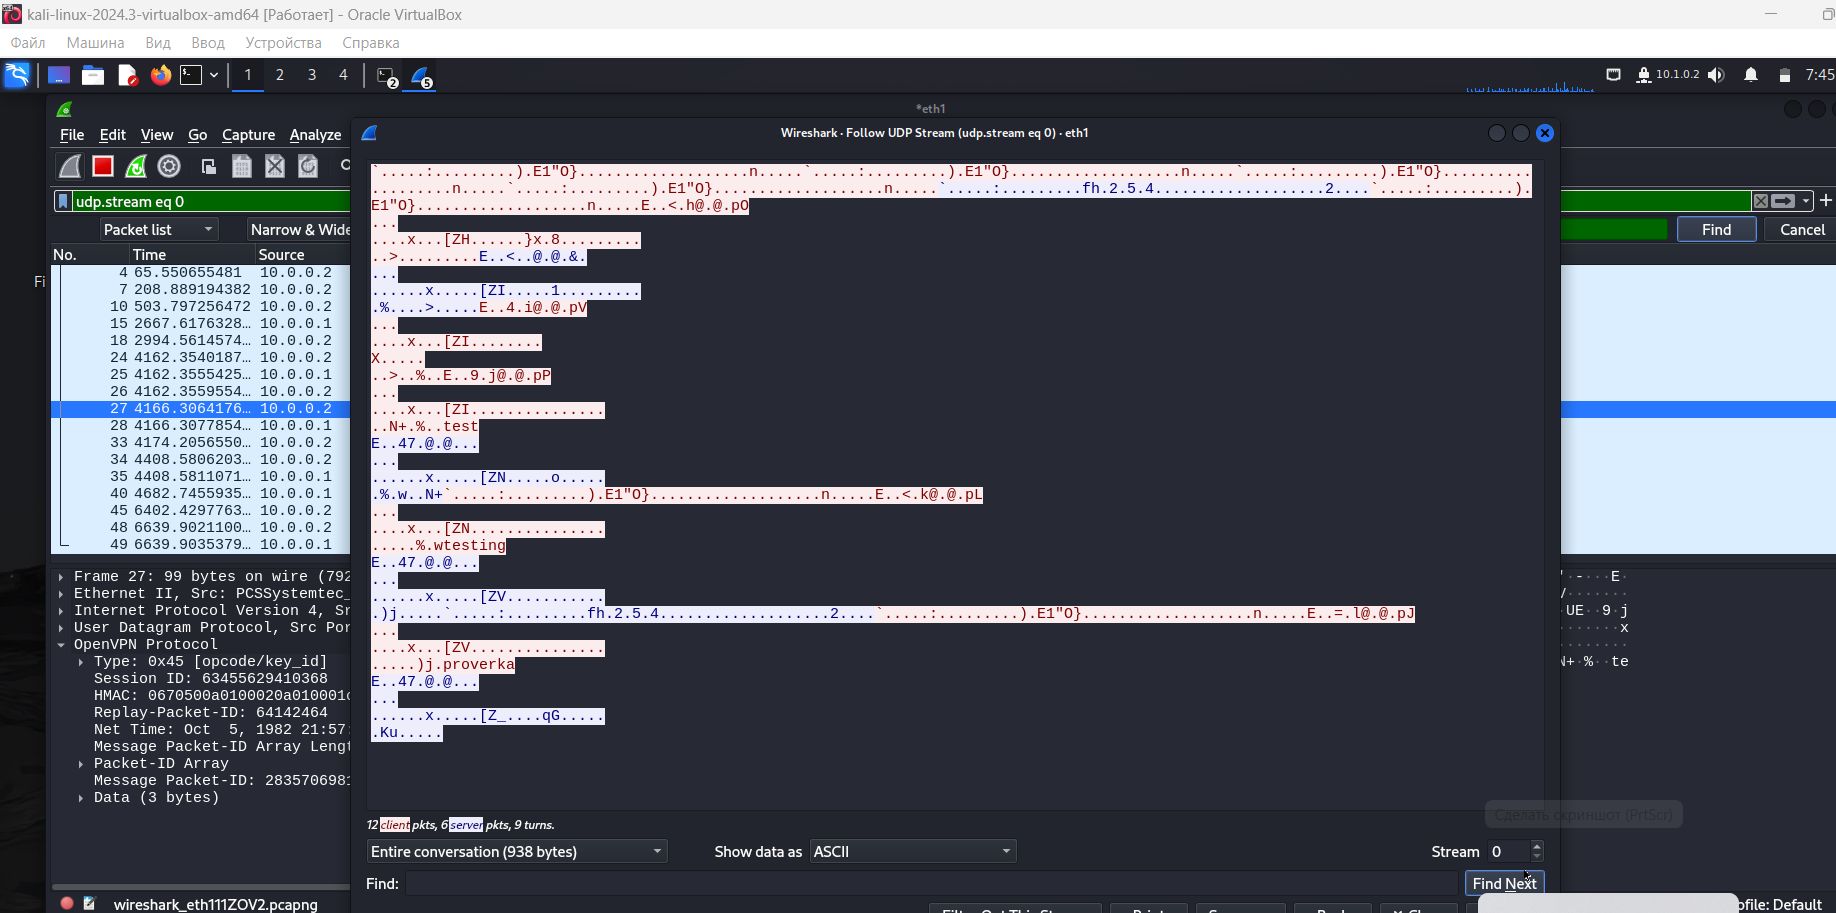 kali-linux-2024.3-virtualbox-amd64 [Работает] - Oracle VirtualBox
Файл Машина Вид Ввод Устройства Справка
1 2 3 4 2 5 10.1.0.2 7:45
*eth1
File Edit View Go Capture Analyze
Wireshark · Follow UDP Stream (udp.stream eq 0) · eth1
udp.stream eq 0
Packet list Narrow & Wide Find Cancel
No. Time Source
4 65.550655481 10.0.0.2
7 208.889194382 10.0.0.2
10 503.797256472 10.0.0.2
15 2667.6176328… 10.0.0.1
18 2994.5614574… 10.0.0.2
24 4162.3540187… 10.0.0.2
25 4162.3555425… 10.0.0.1
26 4162.3559554… 10.0.0.2
27 4166.3064176… 10.0.0.2
28 4166.3077854… 10.0.0.1
33 4174.2056550… 10.0.0.2
34 4408.5806203… 10.0.0.2
35 4408.5811071… 10.0.0.1
40 4682.7455935… 10.0.0.1
45 6402.4297763… 10.0.0.2
48 6639.9021100… 10.0.0.2
49 6639.9035379… 10.0.0.1
Frame 27: 99 bytes on wire (792
Ethernet II, Src: PCSSystemtec_
Internet Protocol Version 4, Sr
User Datagram Protocol, Src Por
OpenVPN Protocol
Type: 0x45 [opcode/key_id]
Session ID: 63455629410368
HMAC: 0670500a0100020a010001
Replay-Packet-ID: 64142464
Net Time: Oct 5, 1982 21:57:
Message Packet-ID Array Lengt
Packet-ID Array
Message Packet-ID: 283570698
Data (3 bytes)
`.....:.........).E1"O}...................n.....`.....:.........).E1"O}...................n.....`.....:.........).E1"O}..........
.........n.....`.....:.........).E1"O}...................n.....`.....:.........fh.2.5.4...................2....`.....:.........).
E1"O}...................n.....E..<.h@.@.pO
...
....x...[ZH......}x.8.........
..>.........E..<..@.@.&.
...
......x.....[ZI.....1.........
.%....>.....E..4.i@.@.pV
...
....x...[ZI........
X.....
..>..%..E..9.j@.@.pP
...
....x...[ZI...............
..N+.%..test
E..47.@.@...
...
......x.....[ZN.....o.....
.%.w..N+`.....:.........).E1"O}...................n.....E..<.k@.@.pL
...
....x...[ZN...............
.....%.wtesting
E..47.@.@...
...
......x.....[ZV...........
.)j.....`.....:.........fh.2.5.4...................2....`.....:.........).E1"O}...................n.....E..=.l@.@.pJ
...
....x...[ZV...............
.....)j.proverka
E..47.@.@...
...
......x.....[Z_....qG.....
.Ku.....
12 client pkts, 6 server pkts, 9 turns.
Entire conversation (938 bytes) Show data as ASCII Stream 0
Сделать скриншот (PrtScr)
Find: Find Next
wireshark_eth111ZOV2.pcapng